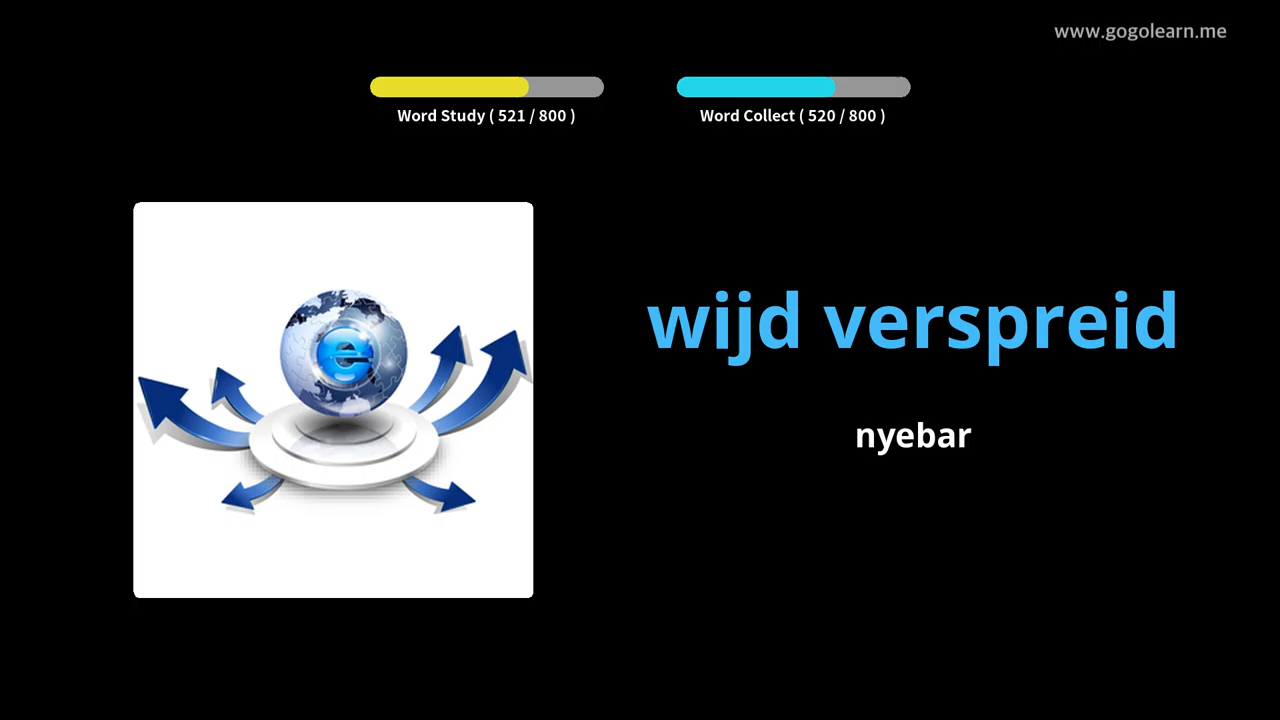 www.gogolearn.me
Word Study ( 521 / 800 )
Word Collect ( 520 / 800 )
e
wijd verspreid
nyebar